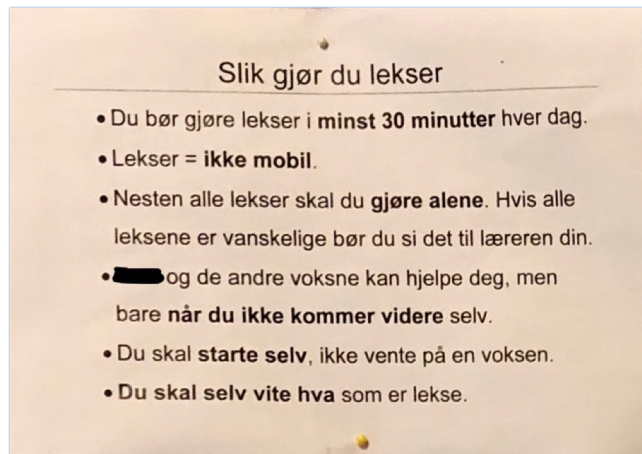 Slik gjør du lekser
• Du bør gjøre lekser i minst 30 minutter hver dag.
• Lekser = ikke mobil.
• Nesten alle lekser skal du gjøre alene. Hvis alle
leksene er vanskelige bør du si det til læreren din.
• og de andre voksne kan hjelpe deg, men
bare når du ikke kommer videre selv.
• Du skal starte selv, ikke vente på en voksen.
• Du skal selv vite hva som er lekse.